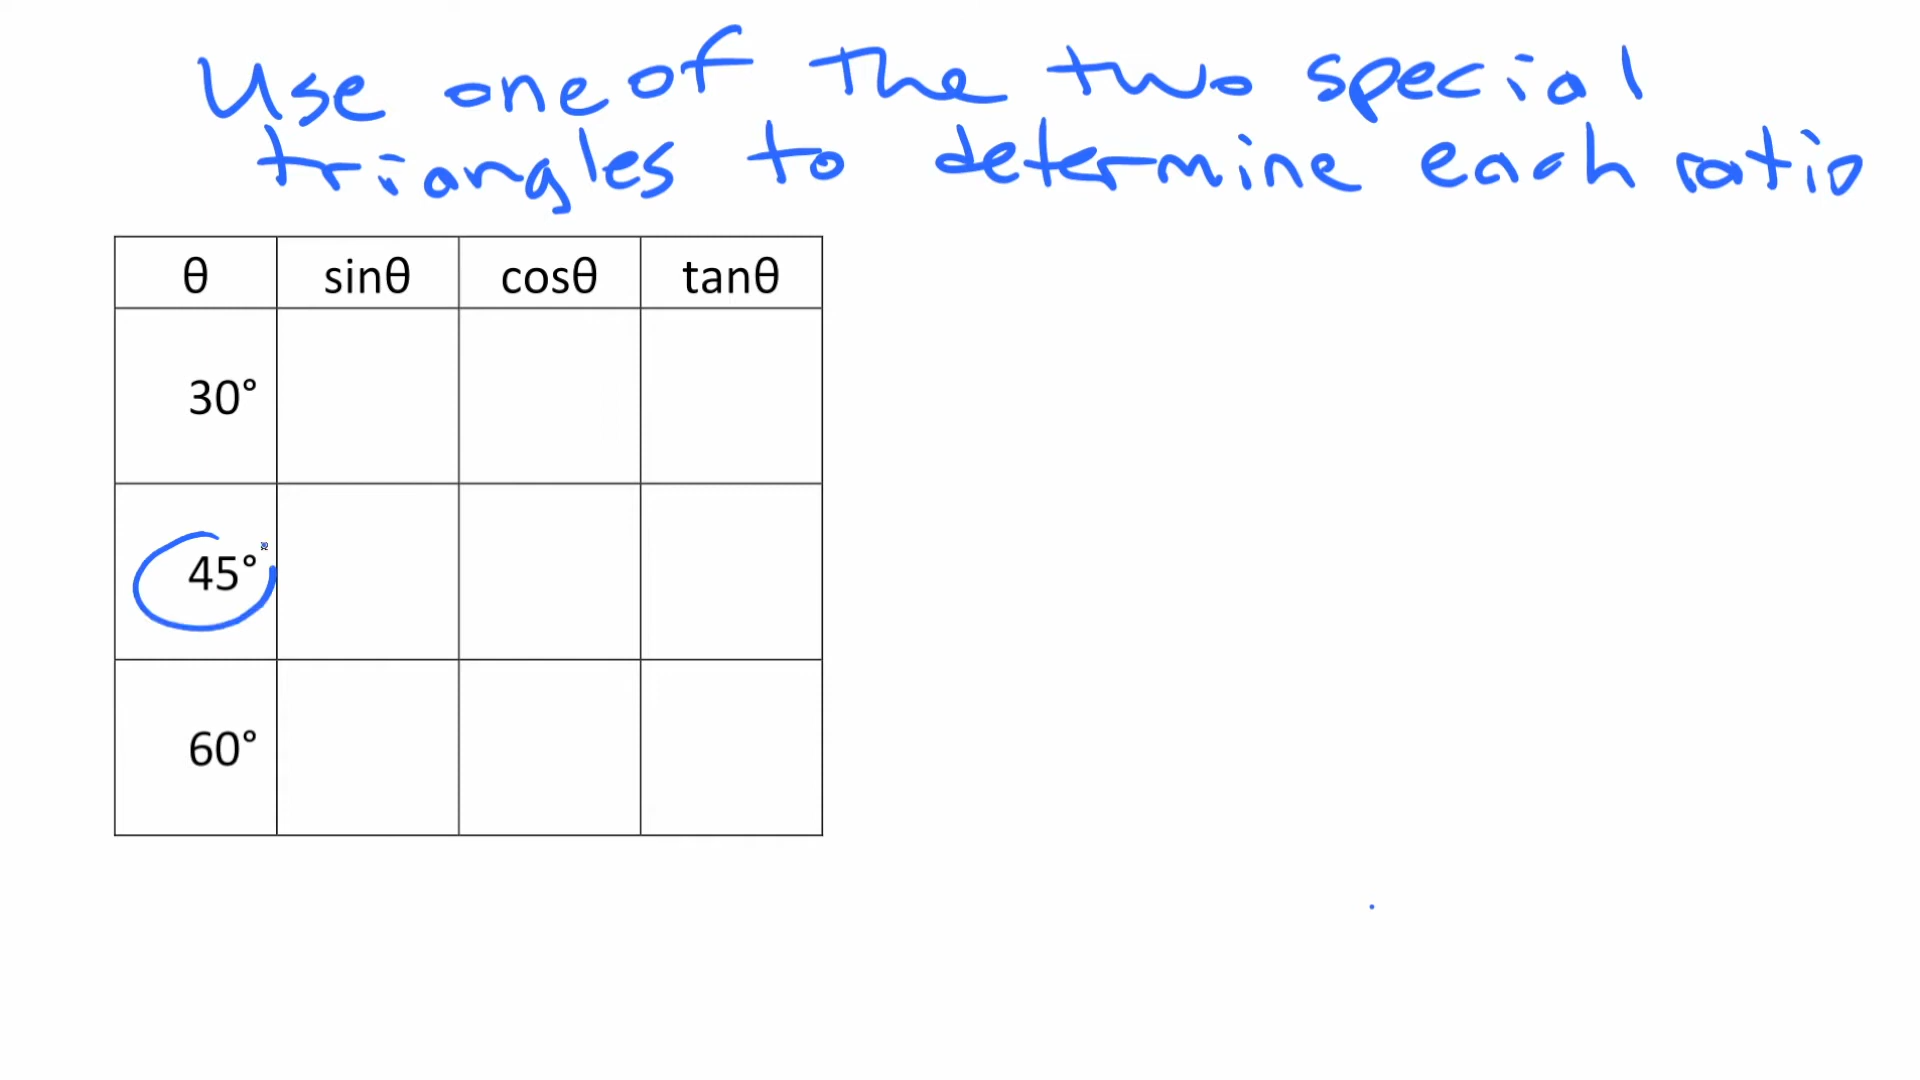 Use one of the two special
triangles to determine each ratio
θ sinθ cosθ tanθ
30°
45°
60°